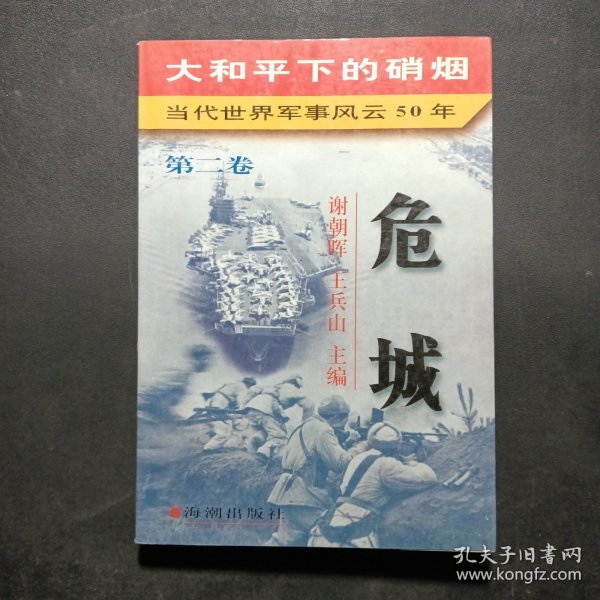 大和平下的硝烟
当代世界军事风云50年
第二卷
危城
谢朝晖 王兵山 主编
海潮出版社
孔夫子旧書网
www.kongfz.com